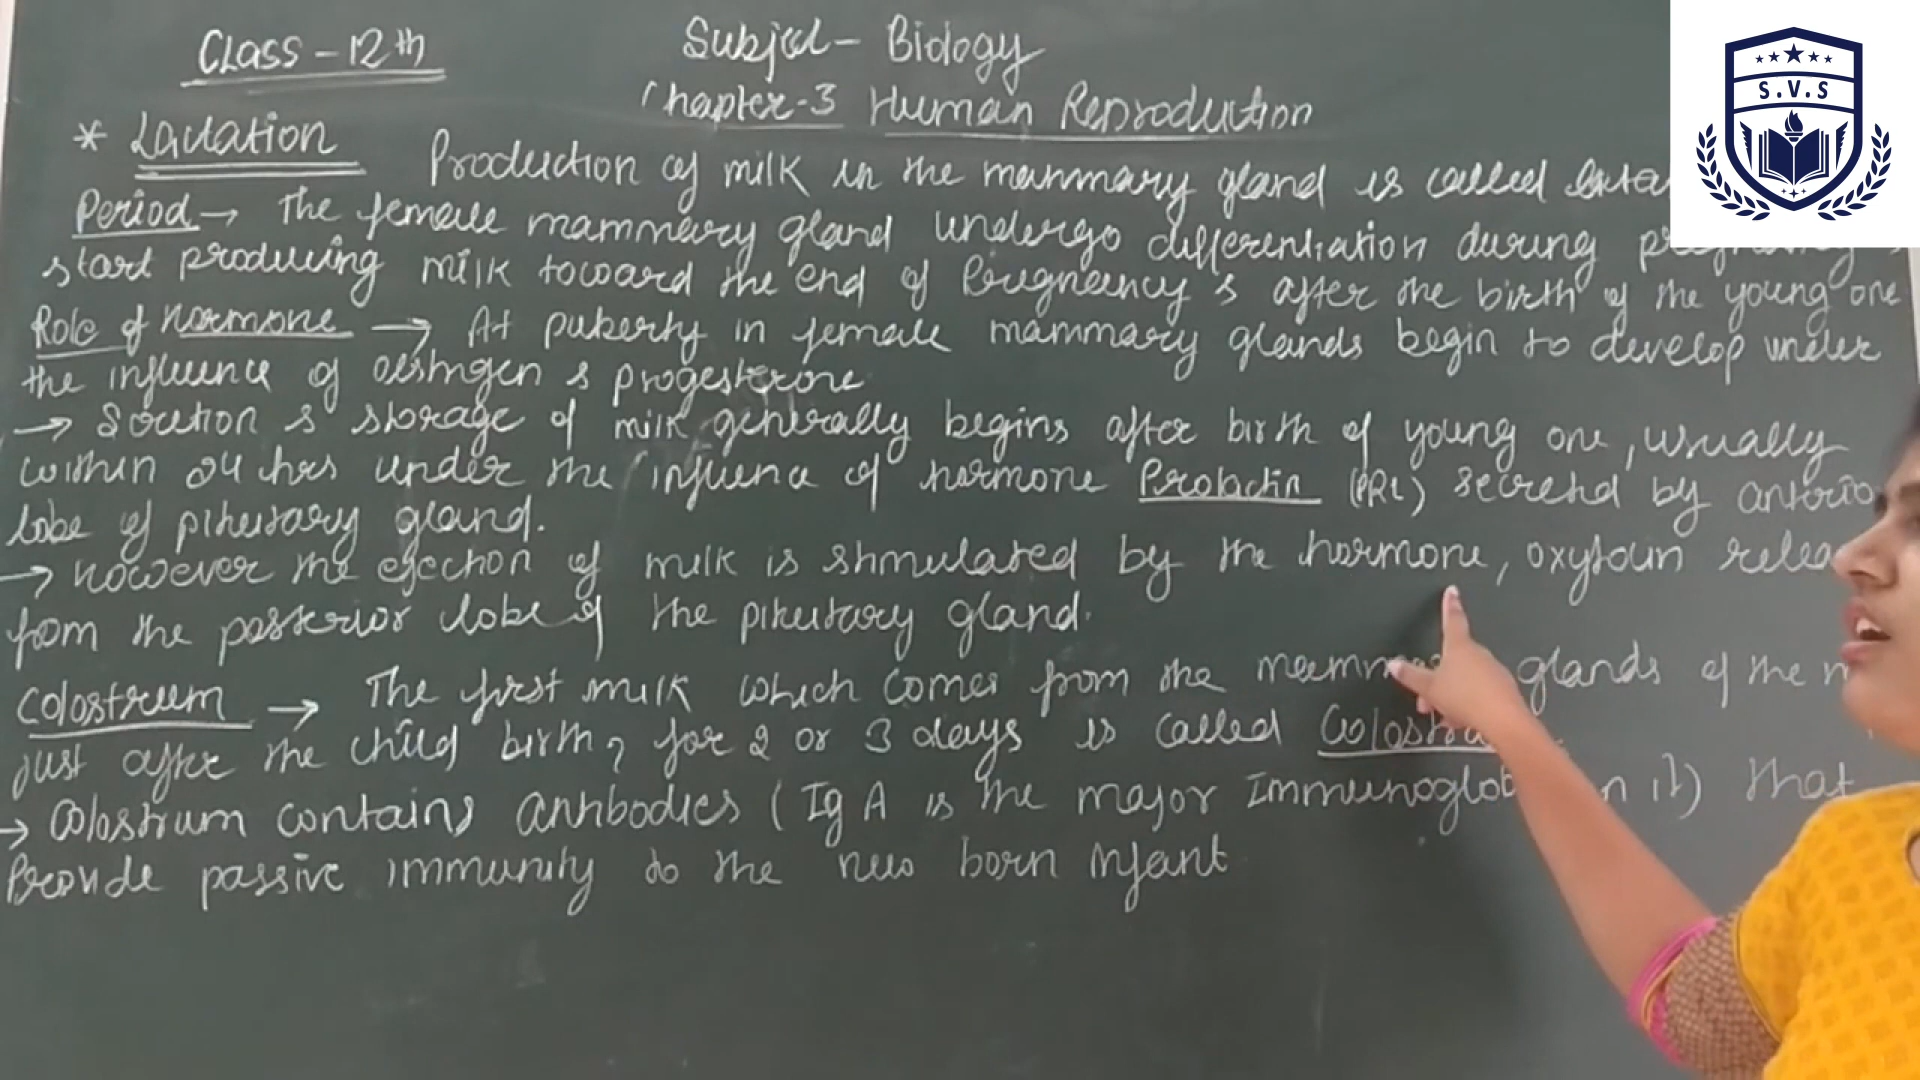 Class - 12th
Subject - Biology
Chapter-3 Human Reproduction
* Lactation Production of milk in the mammary gland is called
Period → The female mammary gland undergo differentiation during
start producing milk toward the end of Pregnancy & after the birth of the young one
Role of Hormone → At puberty in female mammary glands begin to develop under
the influence of oestrogen & progesterone
→ Secretion & storage of milk generally begins after birth of young one, usually
within 24 hrs under the influence of hormone Prolactin (PRL) secreted by
lobe of pituitary gland.
→ However the ejection of milk is stimulated by the hormone, oxytocin
from the posterior lobe of the pituitary gland.
Colostrum → The first milk which comes from the glands of the
just after the child birth, for 2 or 3 days is called
→ Colostrum contains antibodies (IgA is the major in it) that
Provide passive immunity to the new born infant
S.V.S